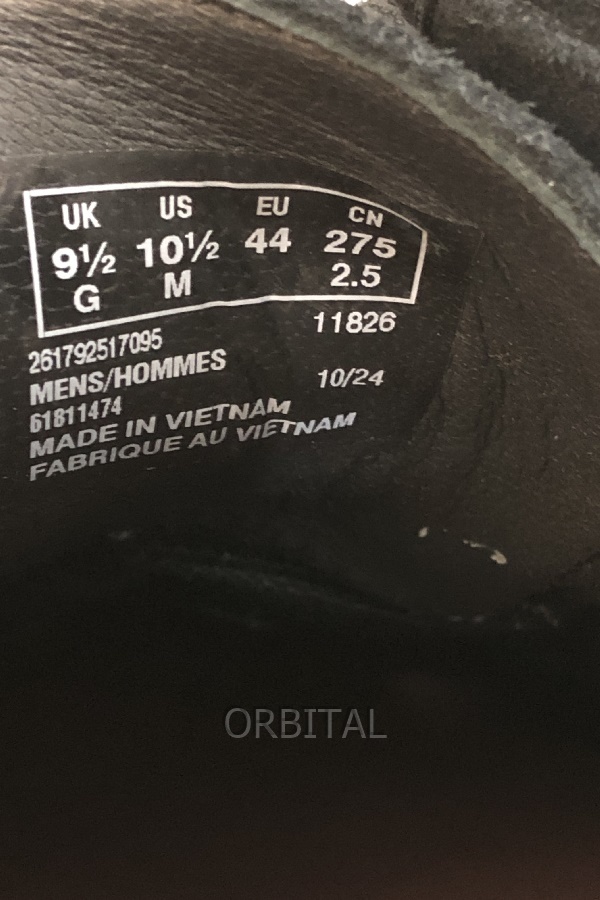 UK US EU CN
9½ 10½ 44 275
G M 2.5
11826
261792517095
MENS/HOMMES 10/24
61811474
MADE IN VIETNAM
FABRIQUE AU VIETNAM
ORBITAL